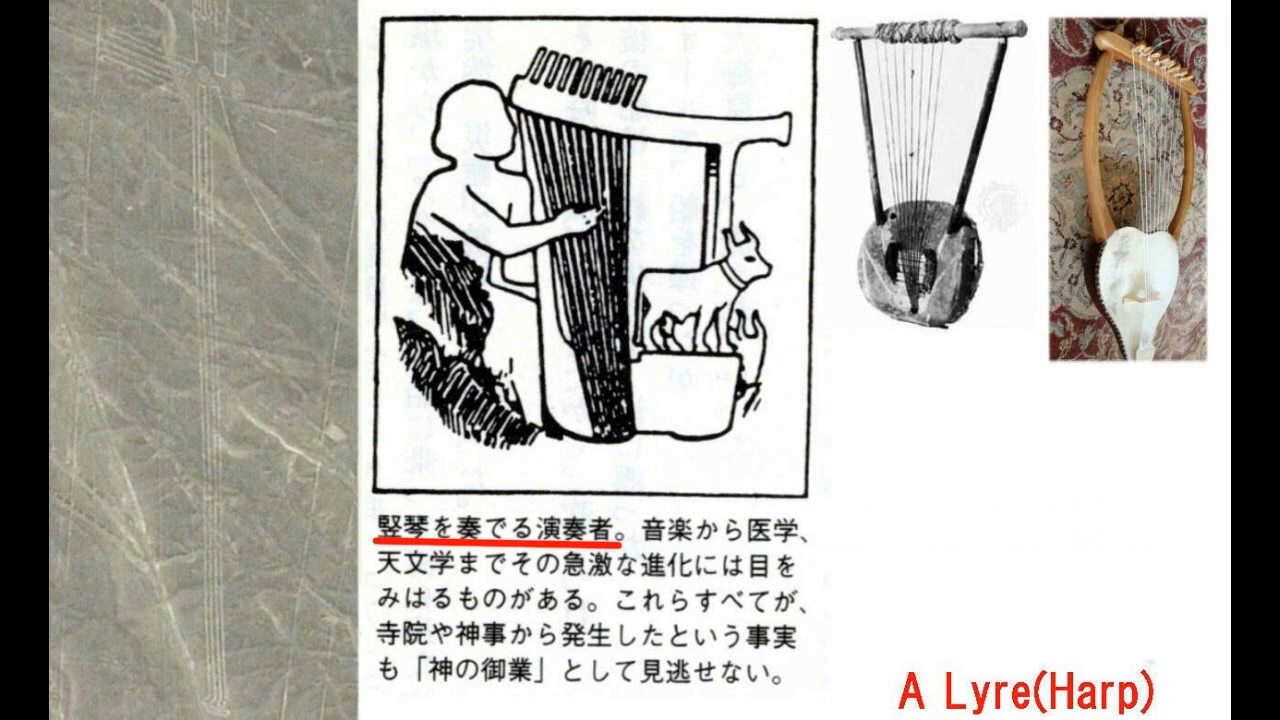 竪琴を奏でる演奏者。音楽から医学、
天文学までその急激な進化には目を
みはるものがある。これらすべてが、
寺院や神事から発生したという事実
も「神の御業」として見逃せない。
A Lyre(Harp)